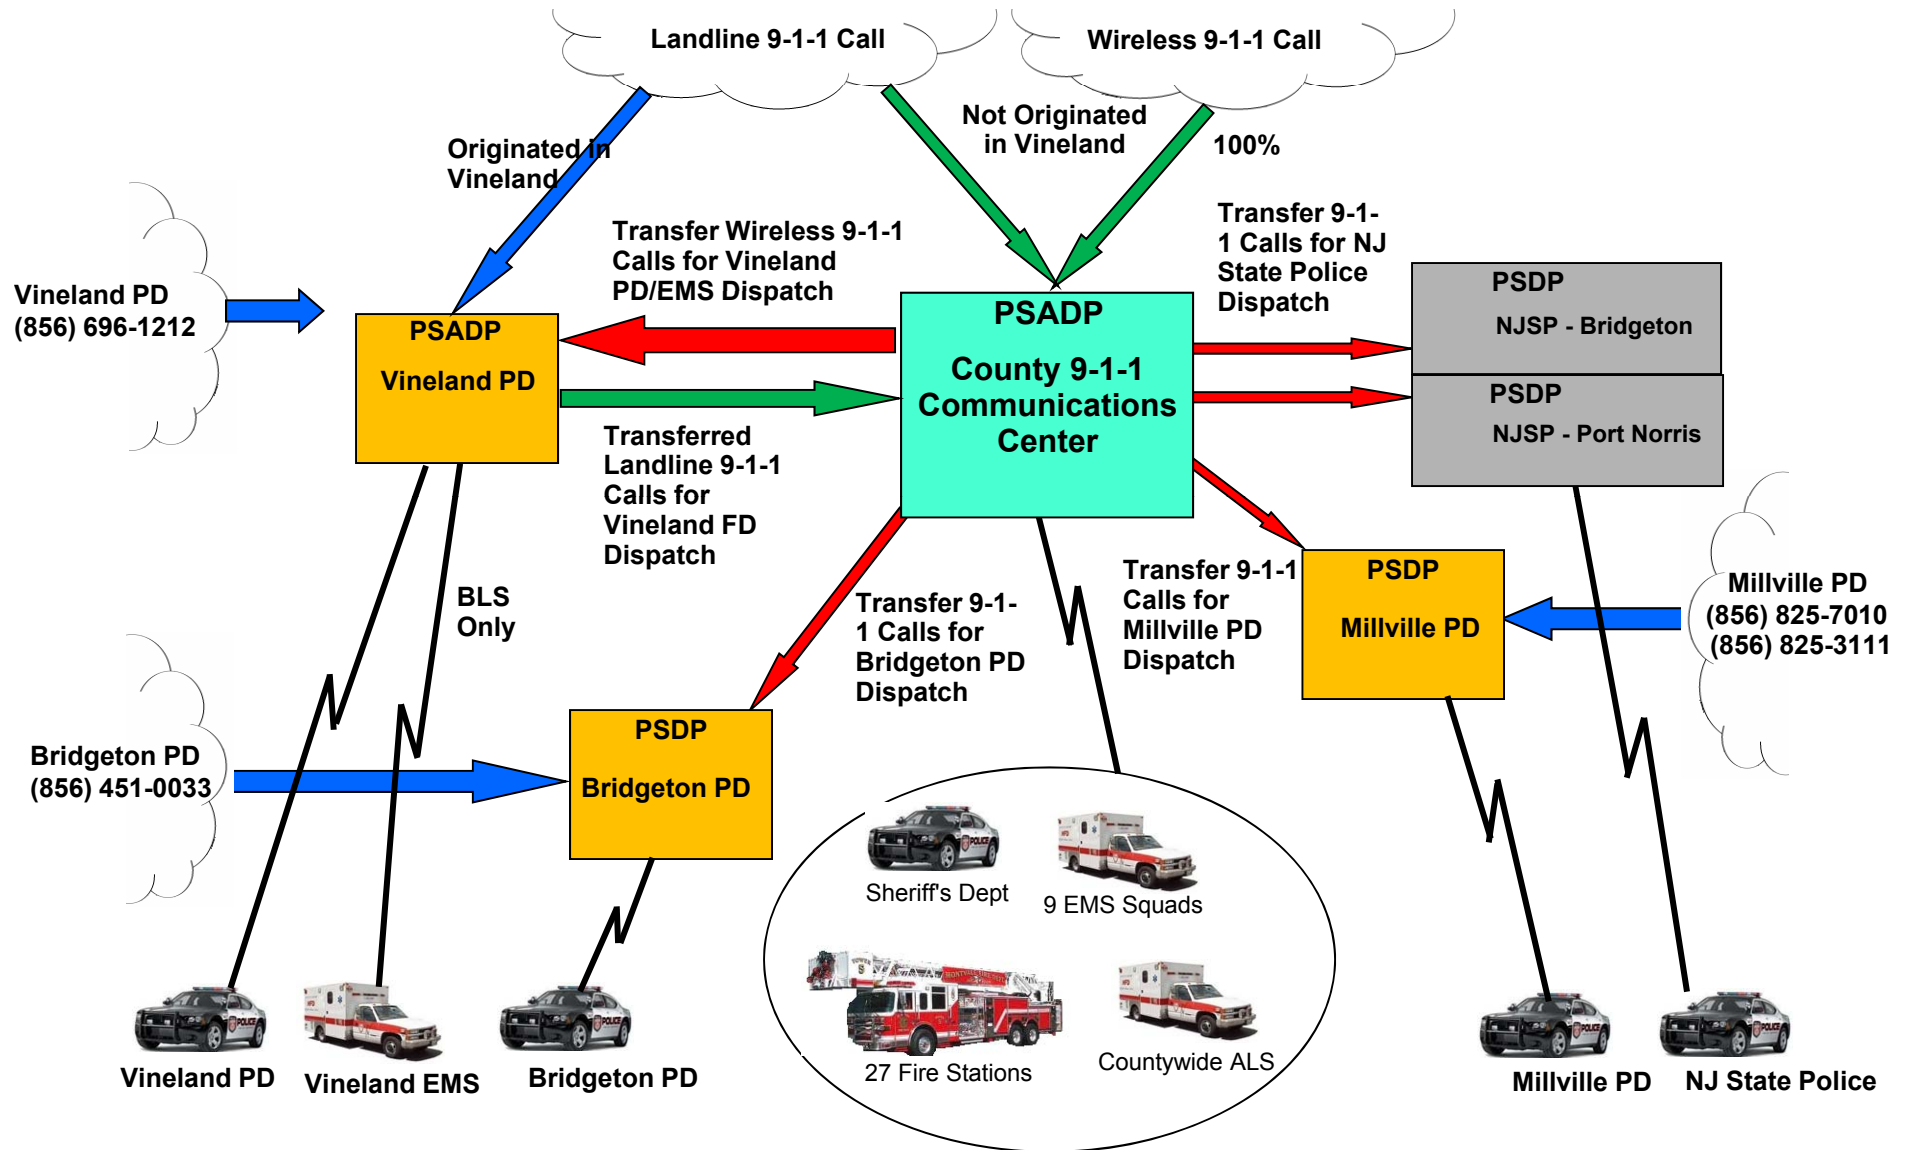 Landline 9-1-1 Call
Wireless 9-1-1 Call
Originated in
Vineland
Not Originated
in Vineland
100%
Vineland PD
(856) 696-1212
Transfer Wireless 9-1-1
Calls for Vineland
PD/EMS Dispatch
Transfer 9-1-
1 Calls for NJ
State Police
Dispatch
PSADP
Vineland PD
PSADP
County 9-1-1
Communications
Center
PSDP
NJSP - Bridgeton
PSDP
NJSP - Port Norris
Transferred
Landline 9-1-1
Calls for
Vineland FD
Dispatch
BLS
Only
Transfer 9-1-
1 Calls for
Bridgeton PD
Dispatch
Transfer 9-1-1
Calls for
Millville PD
Dispatch
PSDP
Millville PD
Millville PD
(856) 825-7010
(856) 825-3111
Bridgeton PD
(856) 451-0033
PSDP
Bridgeton PD
Sheriff's Dept
9 EMS Squads
27 Fire Stations
Countywide ALS
POLICE
POLICE
POLICE
POLICE
POLICE
Vineland PD
Vineland EMS
Bridgeton PD
Millville PD
NJ State Police